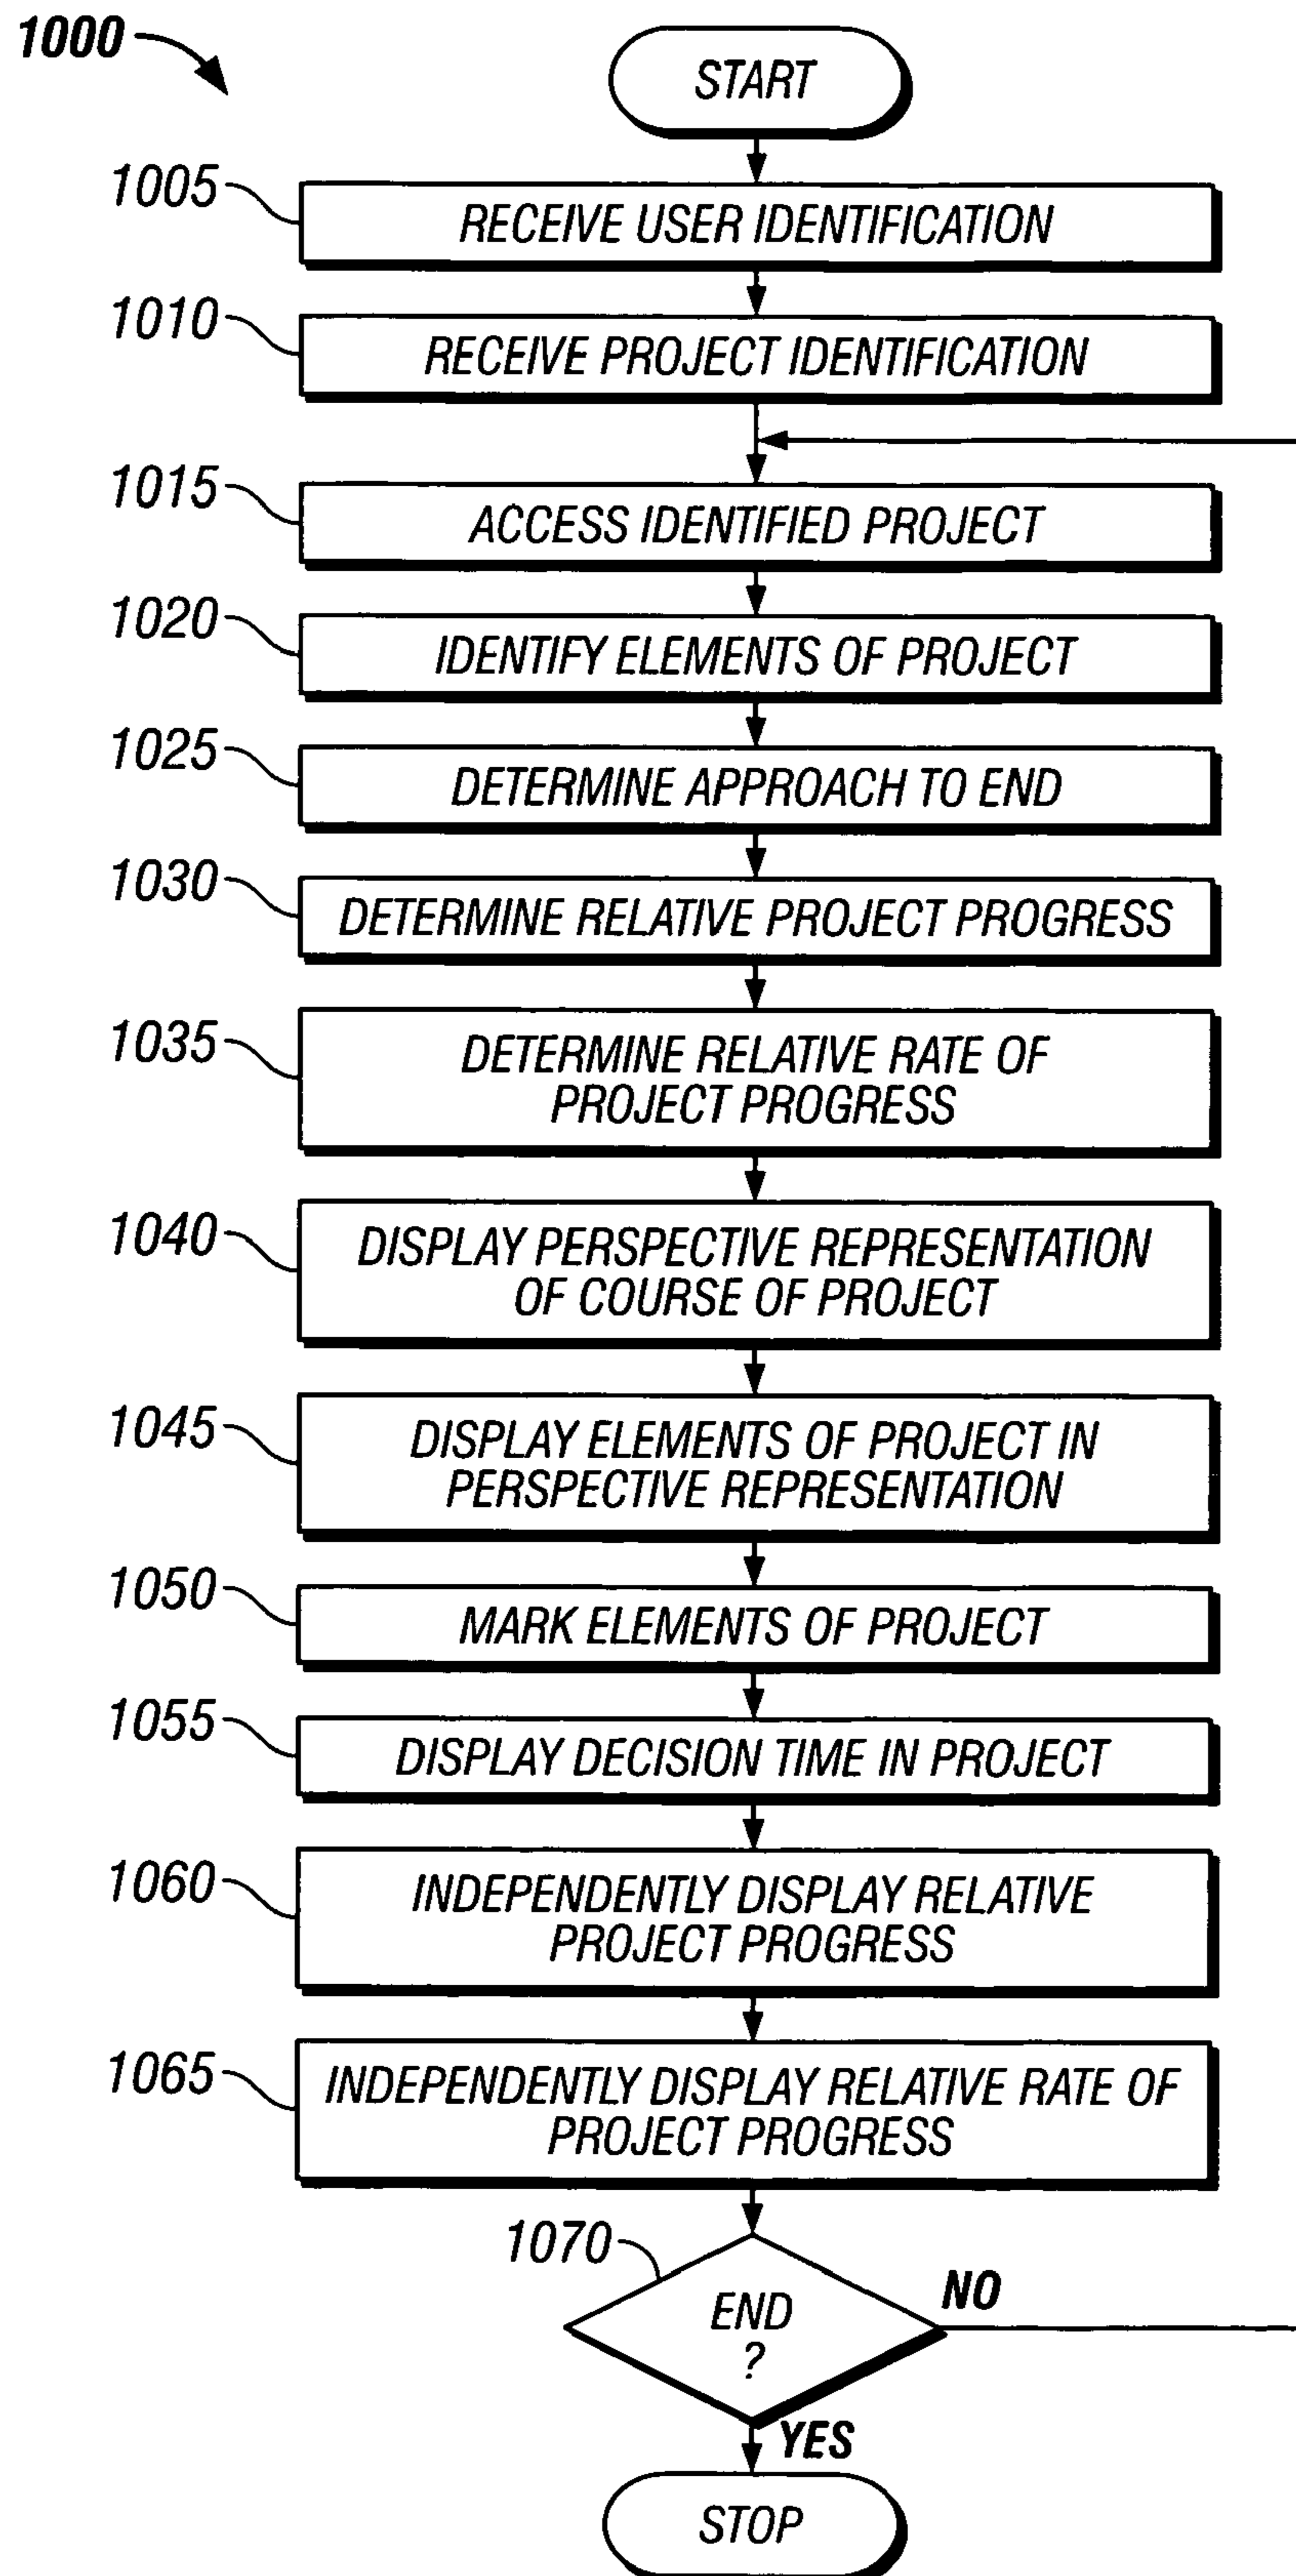 1000
START
1005
RECEIVE USER IDENTIFICATION
1010
RECEIVE PROJECT IDENTIFICATION
1015
ACCESS IDENTIFIED PROJECT
1020
IDENTIFY ELEMENTS OF PROJECT
1025
DETERMINE APPROACH TO END
1030
DETERMINE RELATIVE PROJECT PROGRESS
1035
DETERMINE RELATIVE RATE OF
PROJECT PROGRESS
1040
DISPLAY PERSPECTIVE REPRESENTATION
OF COURSE OF PROJECT
1045
DISPLAY ELEMENTS OF PROJECT IN
PERSPECTIVE REPRESENTATION
1050
MARK ELEMENTS OF PROJECT
1055
DISPLAY DECISION TIME IN PROJECT
1060
INDEPENDENTLY DISPLAY RELATIVE
PROJECT PROGRESS
1065
INDEPENDENTLY DISPLAY RELATIVE RATE OF
PROJECT PROGRESS
1070
END
?
NO
YES
STOP